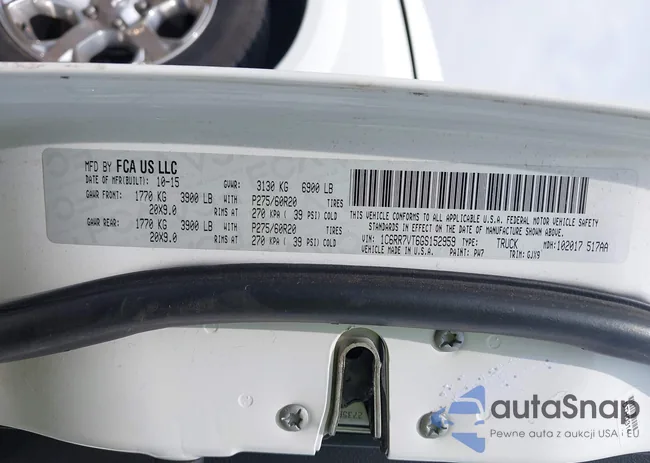 MFD BY FCA US LLC
DATE OF MFR(BUILT): 10-15 GVWR: 3130 KG 6900 LB
GAWR FRONT: 1770 KG 3900 LB WITH P275/60R20 TIRES
20X9.0 RIMS AT 270 KPA ( 39 PSI) COLD
GAWR REAR: 1770 KG 3900 LB WITH P275/60R20 TIRES
20X9.0 RIMS AT 270 KPA ( 39 PSI) COLD
THIS VEHICLE CONFORMS TO ALL APPLICABLE U.S.A. FEDERAL MOTOR VEHICLE SAFETY
STANDARDS IN EFFECT ON THE DATE OF MANUFACTURE SHOWN ABOVE.
VIN: 1C6RR7VT6GS152959 TYPE: TRUCK MDH: 102017 517AA
VEHICLE MADE IN U.S.A. PAINT: PW7 TRIM: GJX9
autaSnap
Pewne auta z aukcji USA i EU